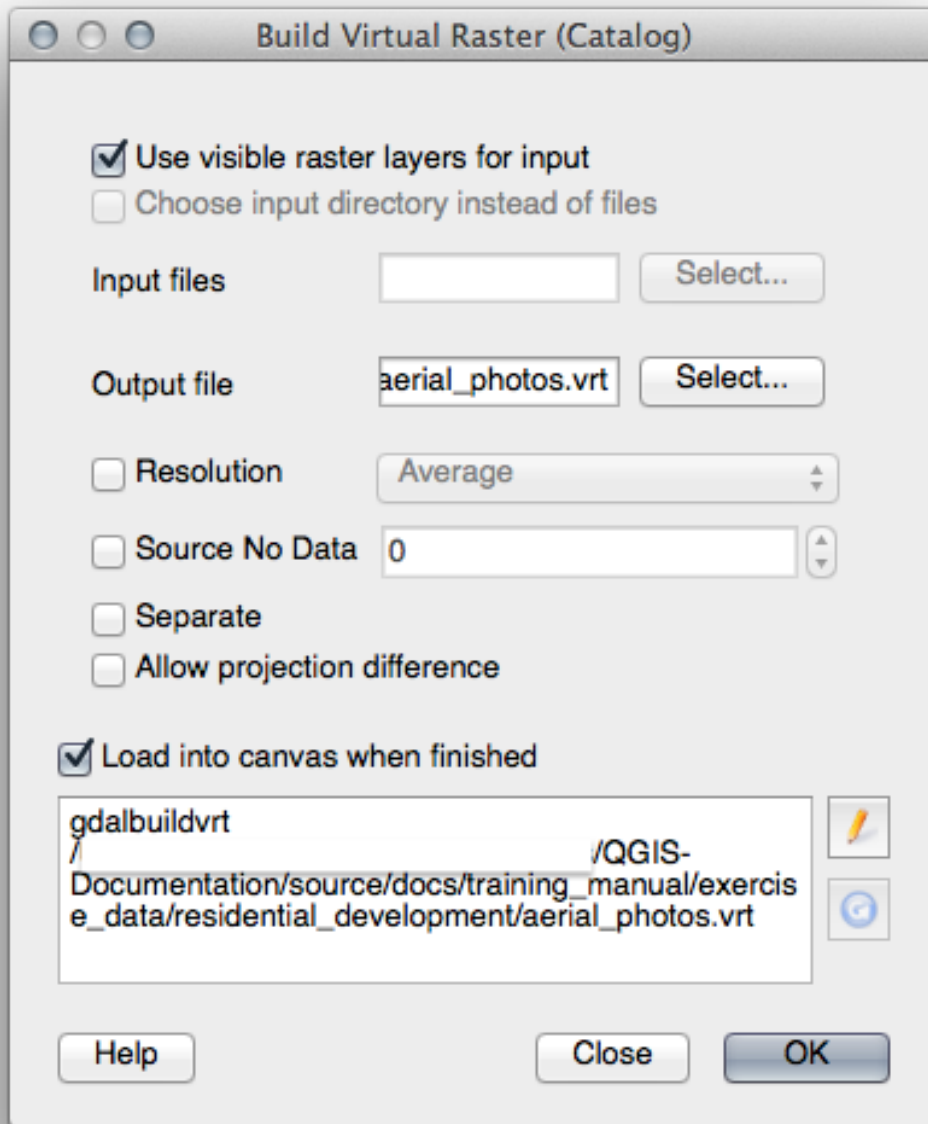 Build Virtual Raster (Catalog)
Use visible raster layers for input
Choose input directory instead of files
Input files Select...
Output file aerial_photos.vrt Select...
Resolution Average
Source No Data 0
Separate
Allow projection difference
Load into canvas when finished
gdalbuildvrt
/ /QGIS-
Documentation/source/docs/training_manual/exercis
e_data/residential_development/aerial_photos.vrt
Help Close OK